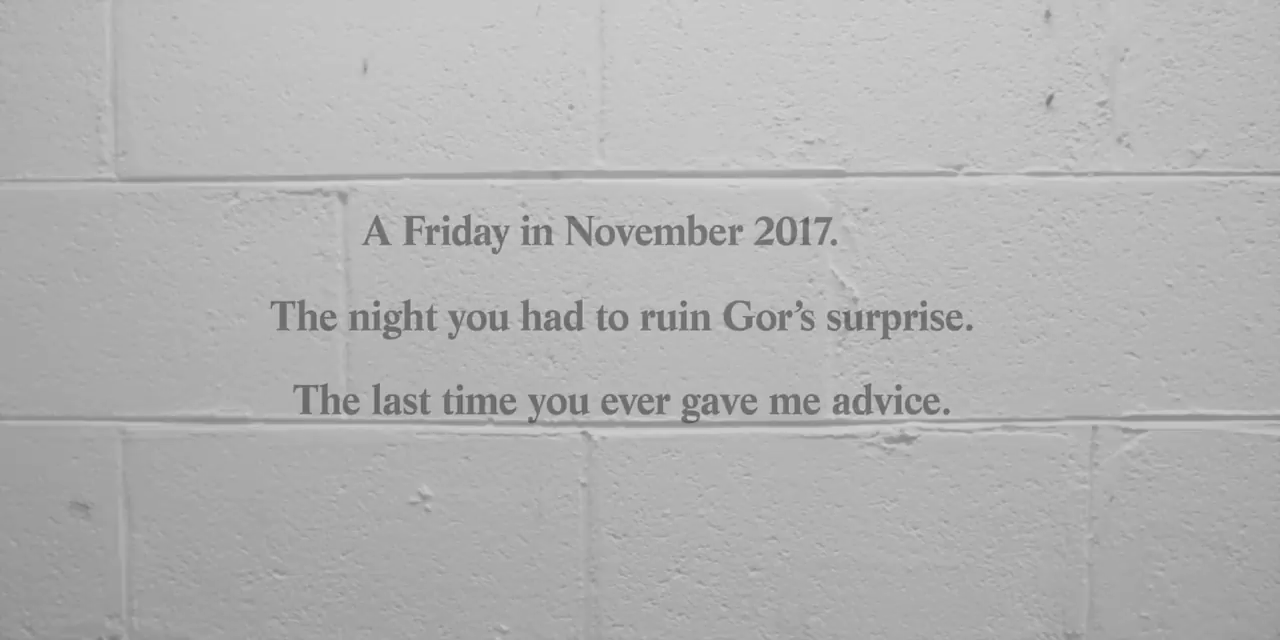 A Friday in November 2017.
The night you had to ruin Gor’s surprise.
The last time you ever gave me advice.